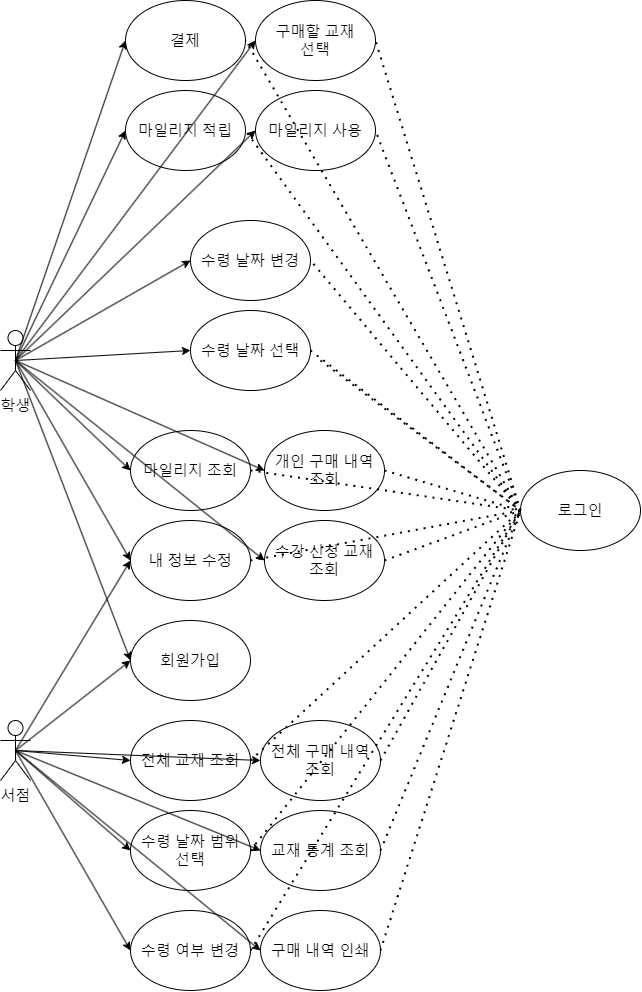 결제
구매할 교재
선택
마일리지 적립
마일리지 사용
수령 날짜 변경
수령 날짜 선택
학생
마일리지 조회
개인 구매 내역
조회
로그인
내 정보 수정
수강 신청 교재
조회
회원가입
서점
전체 교재 조회
전체 구매 내역
조회
수령 날짜 범위
선택
교재 통계 조회
수령 여부 변경
구매 내역 인쇄